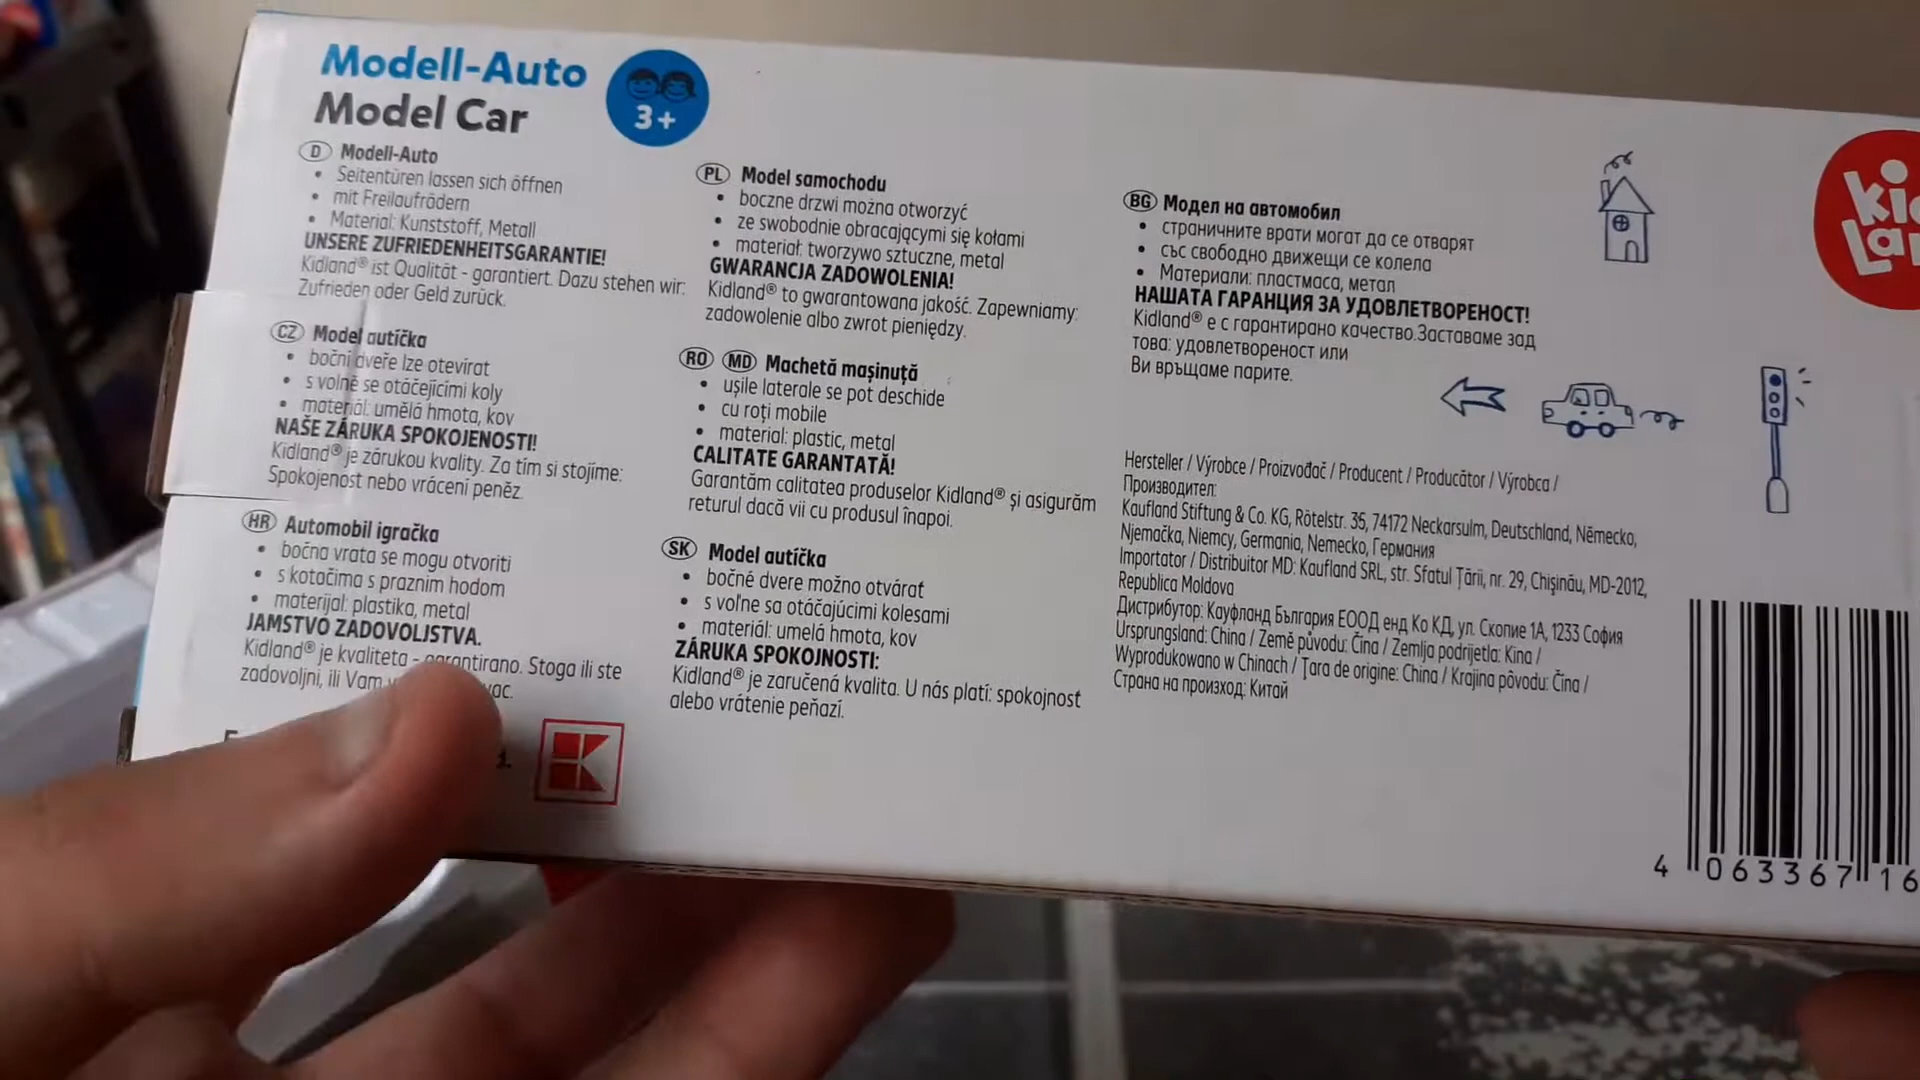 Modell-Auto
Model Car
3+
D Modell-Auto
• Seitentüren lassen sich öffnen
• mit Freilaufrädern
• Material: Kunststoff, Metall
UNSERE ZUFRIEDENHEITSGARANTIE!
Kidland® ist Qualität - garantiert. Dazu stehen wir:
Zufrieden oder Geld zurück.
CZ Model autíčka
• boční dveře lze otevírat
• s volně se otáčejícími koly
• materiál: umělá hmota, kov
NAŠE ZÁRUKA SPOKOJENOSTI!
Kidland® je zárukou kvality. Za tím si stojíme:
Spokojenost nebo vrácení peněz.
HR Automobil igračka
• bočna vrata se mogu otvoriti
• s kotačima s praznim hodom
• materijal: plastika, metal
JAMSTVO ZADOVOLJSTVA.
Kidland® je kvaliteta - garantirano. Stoga ili ste
zadovoljni, ili Vam
PL Model samochodu
• boczne drzwi można otworzyć
• ze swobodnie obracającymi się kołami
• materiał: tworzywo sztuczne, metal
GWARANCJA ZADOWOLENIA!
Kidland® to gwarantowana jakość. Zapewniamy:
zadowolenie albo zwrot pieniędzy.
RO MD Machetă mașinuță
• ușile laterale se pot deschide
• cu roți mobile
• material: plastic, metal
CALITATE GARANTATĂ!
Garantăm calitatea produselor Kidland® și asigurăm
returul dacă vii cu produsul înapoi.
SK Model autíčka
• bočné dvere možno otvárať
• s voľne sa otáčajúcimi kolesami
• materiál: umelá hmota, kov
ZÁRUKA SPOKOJNOSTI:
Kidland® je zaručená kvalita. U nás platí: spokojnosť
alebo vrátenie peňazí.
BG Модел на автомобил
• страничните врати могат да се отварят
• със свободно движещи се колела
• Материали: пластмаса, метал
НАШАТА ГАРАНЦИЯ ЗА УДОВЛЕТВОРЕНОСТ!
Kidland® е с гарантирано качество.Заставаме зад
това: удовлетвореност или
Ви връщаме парите.
Hersteller / Výrobce / Proizvođač / Producent / Producător / Výrobca /
Производител:
Kaufland Stiftung & Co. KG, Rötelstr. 35, 74172 Neckarsulm, Deutschland, Německo,
Njemačka, Niemcy, Germania, Nemecko, Германия
Importator / Distribuitor MD: Kaufland SRL, str. Sfatul Țării, nr. 29, Chișinău, MD-2012,
Republica Moldova
Дистрибутор: Кауфланд България ЕООД енд Ко КД, ул. Скопие 1А, 1233 София
Ursprungsland: China / Země původu: Čína / Zemlja podrijetla: Kina /
Wyprodukowano w Chinach / Țara de origine: China / Krajina pôvodu: Čína /
Страна на произход: Китай
4 063367 16